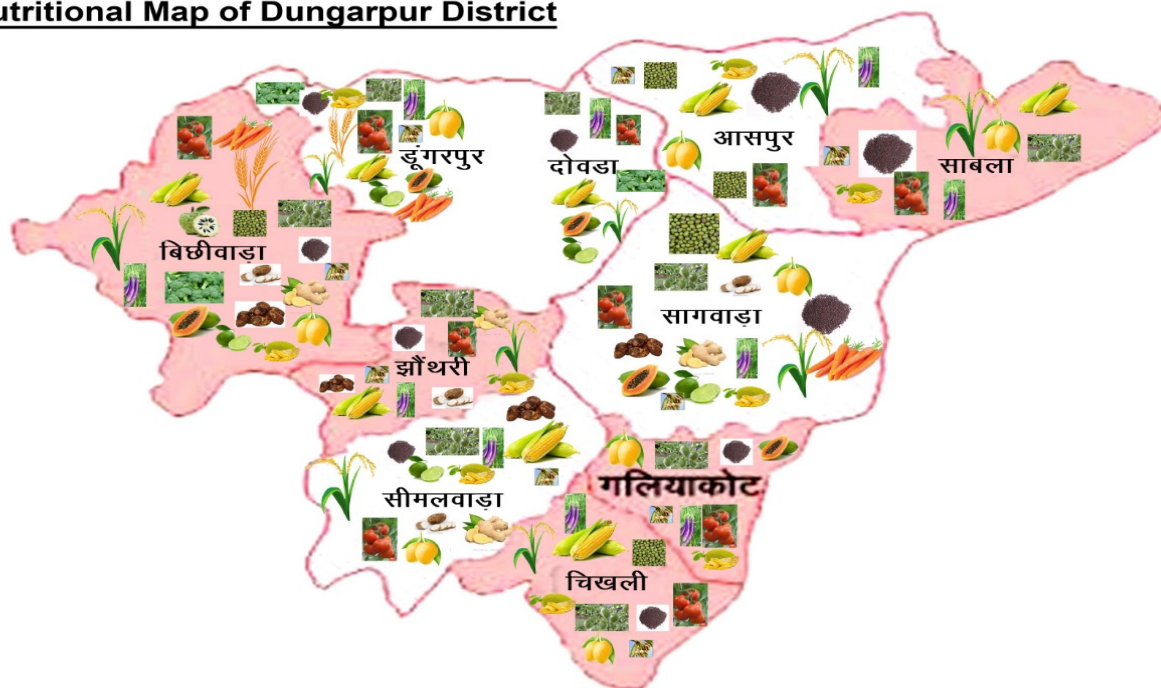 utritional Map of Dungarpur District
आसपुर
डूंगरपुर
दोवडा
साबला
बिछीवाड़ा
सागवाड़ा
झौंथरी
गलियाकोट
सीमलवाड़ा
चिखली